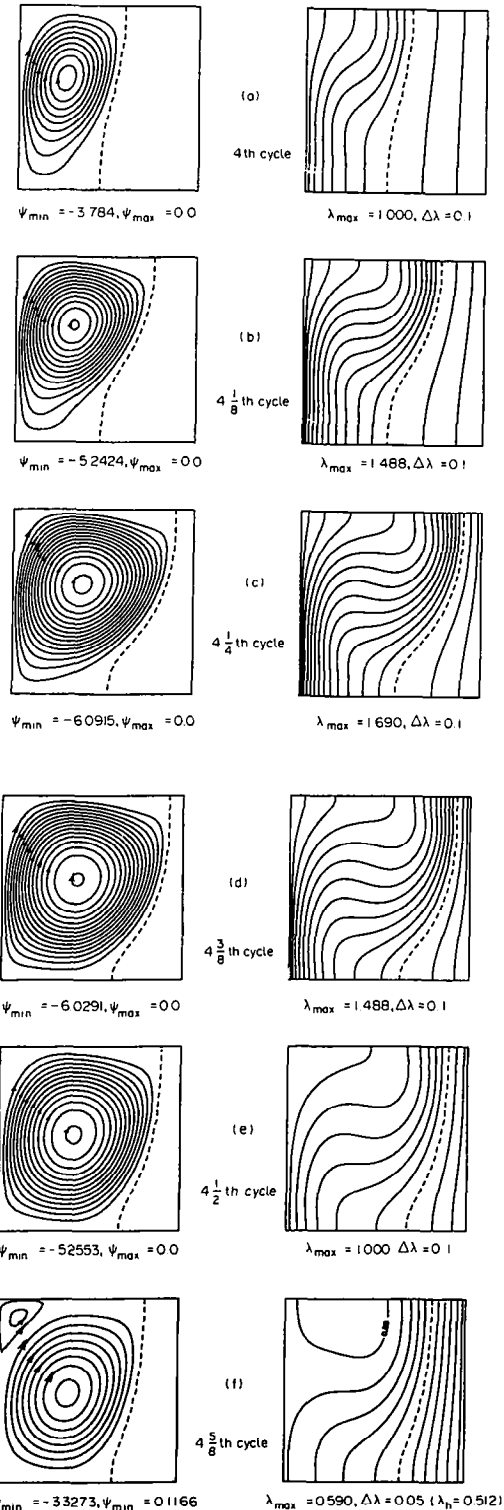 (a)
4th cycle
ψmin = -3 784, ψmax = 0 0
λmax = 1 000, Δλ = 0.1
(b)
4 1/8 th cycle
ψmin = -5 2424, ψmax = 0 0
λmax = 1 488, Δλ = 0 1
(c)
4 1/4 th cycle
ψmin = -6 0915, ψmax = 0.0
λmax = 1 690, Δλ = 0.1
(d)
4 3/8 th cycle
ψmin = -6 0291, ψmax = 0 0
λmax = 1 488, Δλ = 0 1
(e)
4 1/2 th cycle
ψmin = -5 2553, ψmax = 0 0
λmax = 1 000 Δλ = 0 1
(f)
4 5/8 th cycle
min = -3 3273, ψmin = 0 1166
λmax = 0 590, Δλ = 0 05 ( λh = 0.512)